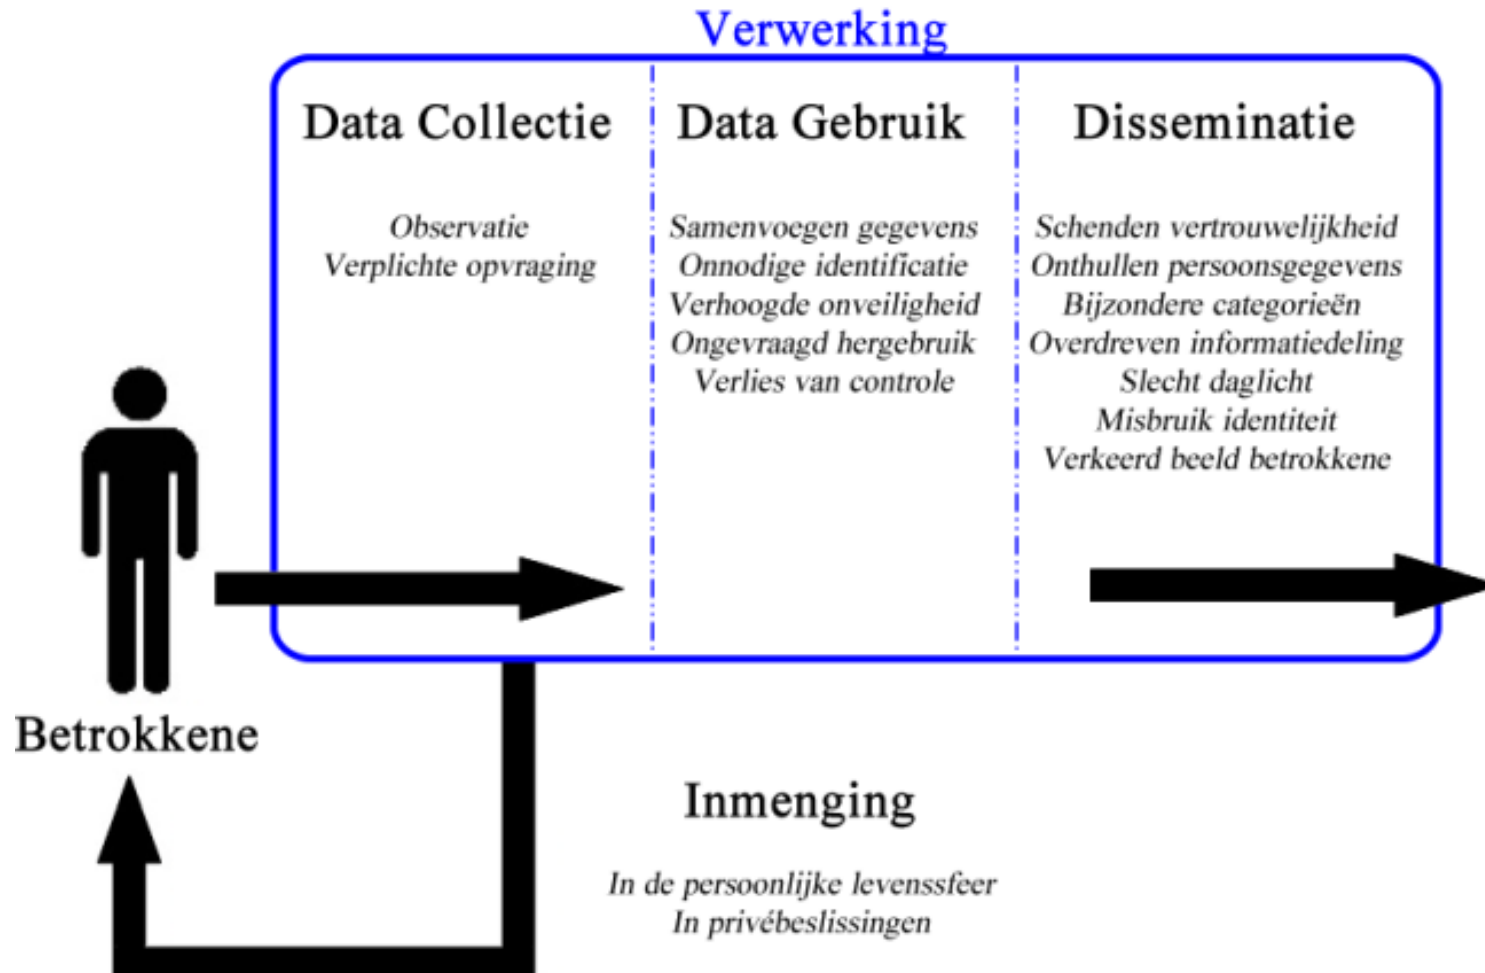 Verwerking
Data Collectie
Observatie
Verplichte opvraging
Data Gebruik
Samenvoegen gegevens
Onnodige identificatie
Verhoogde onveiligheid
Ongevraagd hergebruik
Verlies van controle
Disseminatie
Schenden vertrouwelijkheid
Onthullen persoonsgegevens
Bijzondere categorieën
Overdreven informatiedeling
Slecht daglicht
Misbruik identiteit
Verkeerd beeld betrokkene
Betrokkene
Inmenging
In de persoonlijke levenssfeer
In privébeslissingen